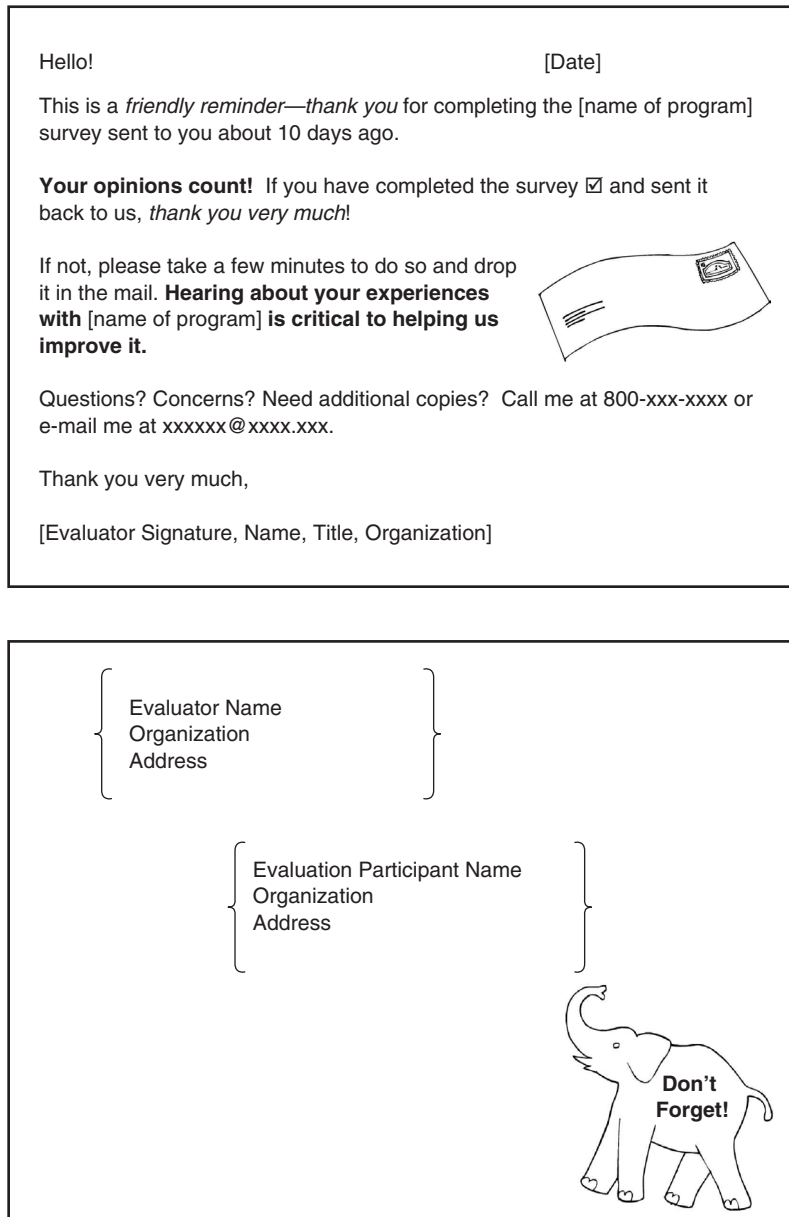 Hello! [Date]
This is a friendly reminder—thank you for completing the [name of program]
survey sent to you about 10 days ago.
Your opinions count! If you have completed the survey ☑ and sent it
back to us, thank you very much!
If not, please take a few minutes to do so and drop
it in the mail. Hearing about your experiences
with [name of program] is critical to helping us
improve it.
Questions? Concerns? Need additional copies? Call me at 800-xxx-xxxx or
e-mail me at xxxxxx@xxxx.xxx.
Thank you very much,
[Evaluator Signature, Name, Title, Organization]
Evaluator Name
Organization
Address
Evaluation Participant Name
Organization
Address
Don't
Forget!